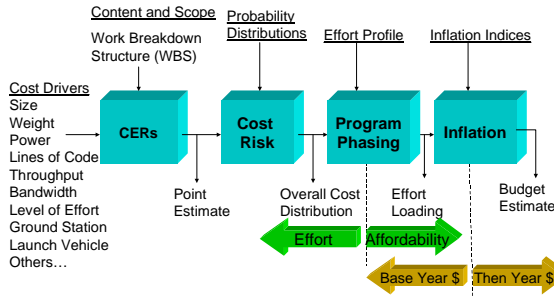 Content and Scope
Work Breakdown
Structure (WBS)
Probability
Distributions
Effort Profile
Inflation Indices
Cost Drivers
Size
Weight
Power
Lines of Code
Throughput
Bandwidth
Level of Effort
Ground Station
Launch Vehicle
Others…
CERs
Cost
Risk
Program
Phasing
Inflation
Point
Estimate
Overall Cost
Distribution
Effort
Loading
Budget
Estimate
Effort
Affordability
Base Year $
Then Year $